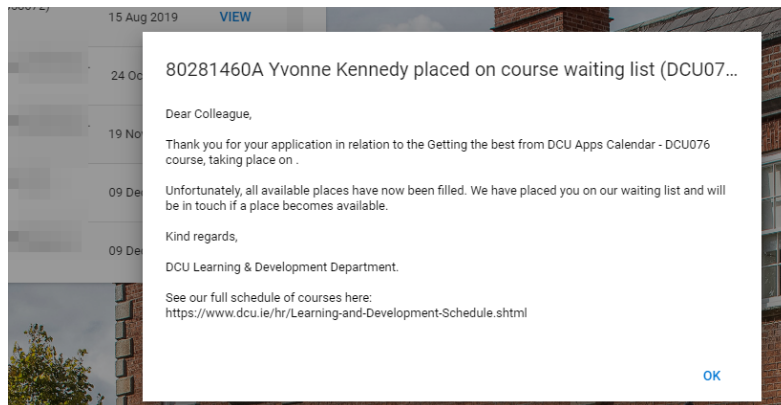 15 Aug 2019 VIEW
80281460A Yvonne Kennedy placed on course waiting list (DCU07...
24 Oc
Dear Colleague,
19 No
Thank you for your application in relation to the Getting the best from DCU Apps Calendar - DCU076
course, taking place on .
09 De
Unfortunately, all available places have now been filled. We have placed you on our waiting list and will
be in touch if a place becomes available.
Kind regards,
09 De
DCU Learning & Development Department.
See our full schedule of courses here:
https://www.dcu.ie/hr/Learning-and-Development-Schedule.shtml
OK